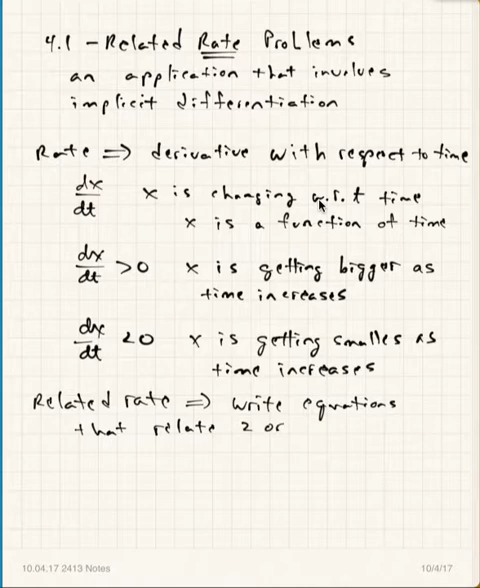 4.1 - Related Rate Problems
an application that involves
implicit differentiation
Rate => derivative with respect to time
dx/dt x is changing w.r.t time
x is a function of time
dx/dt >0 x is getting bigger as
time increases
dx/dt <0 x is getting smaller as
time increases
Related rate => write equations
that relate 2 or
10.04.17 2413 Notes 10/4/17